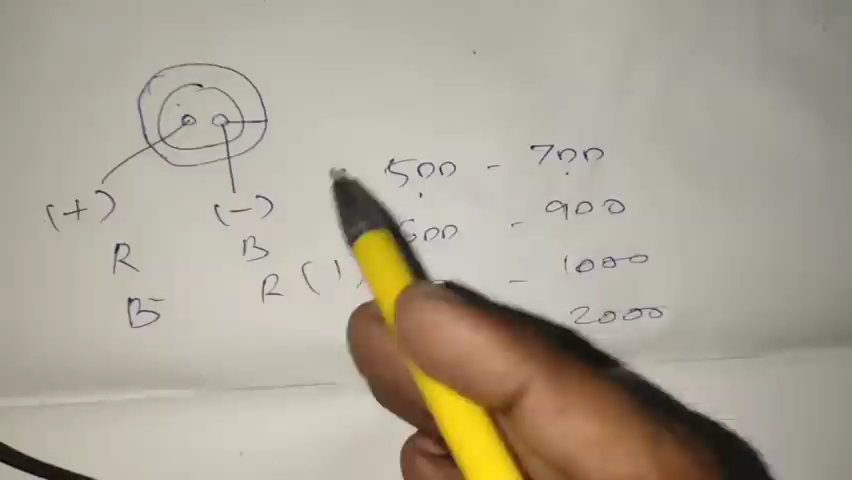 500 - 700
(+) (-) 600 - 900
R B
R (1 - 1000
B 2000